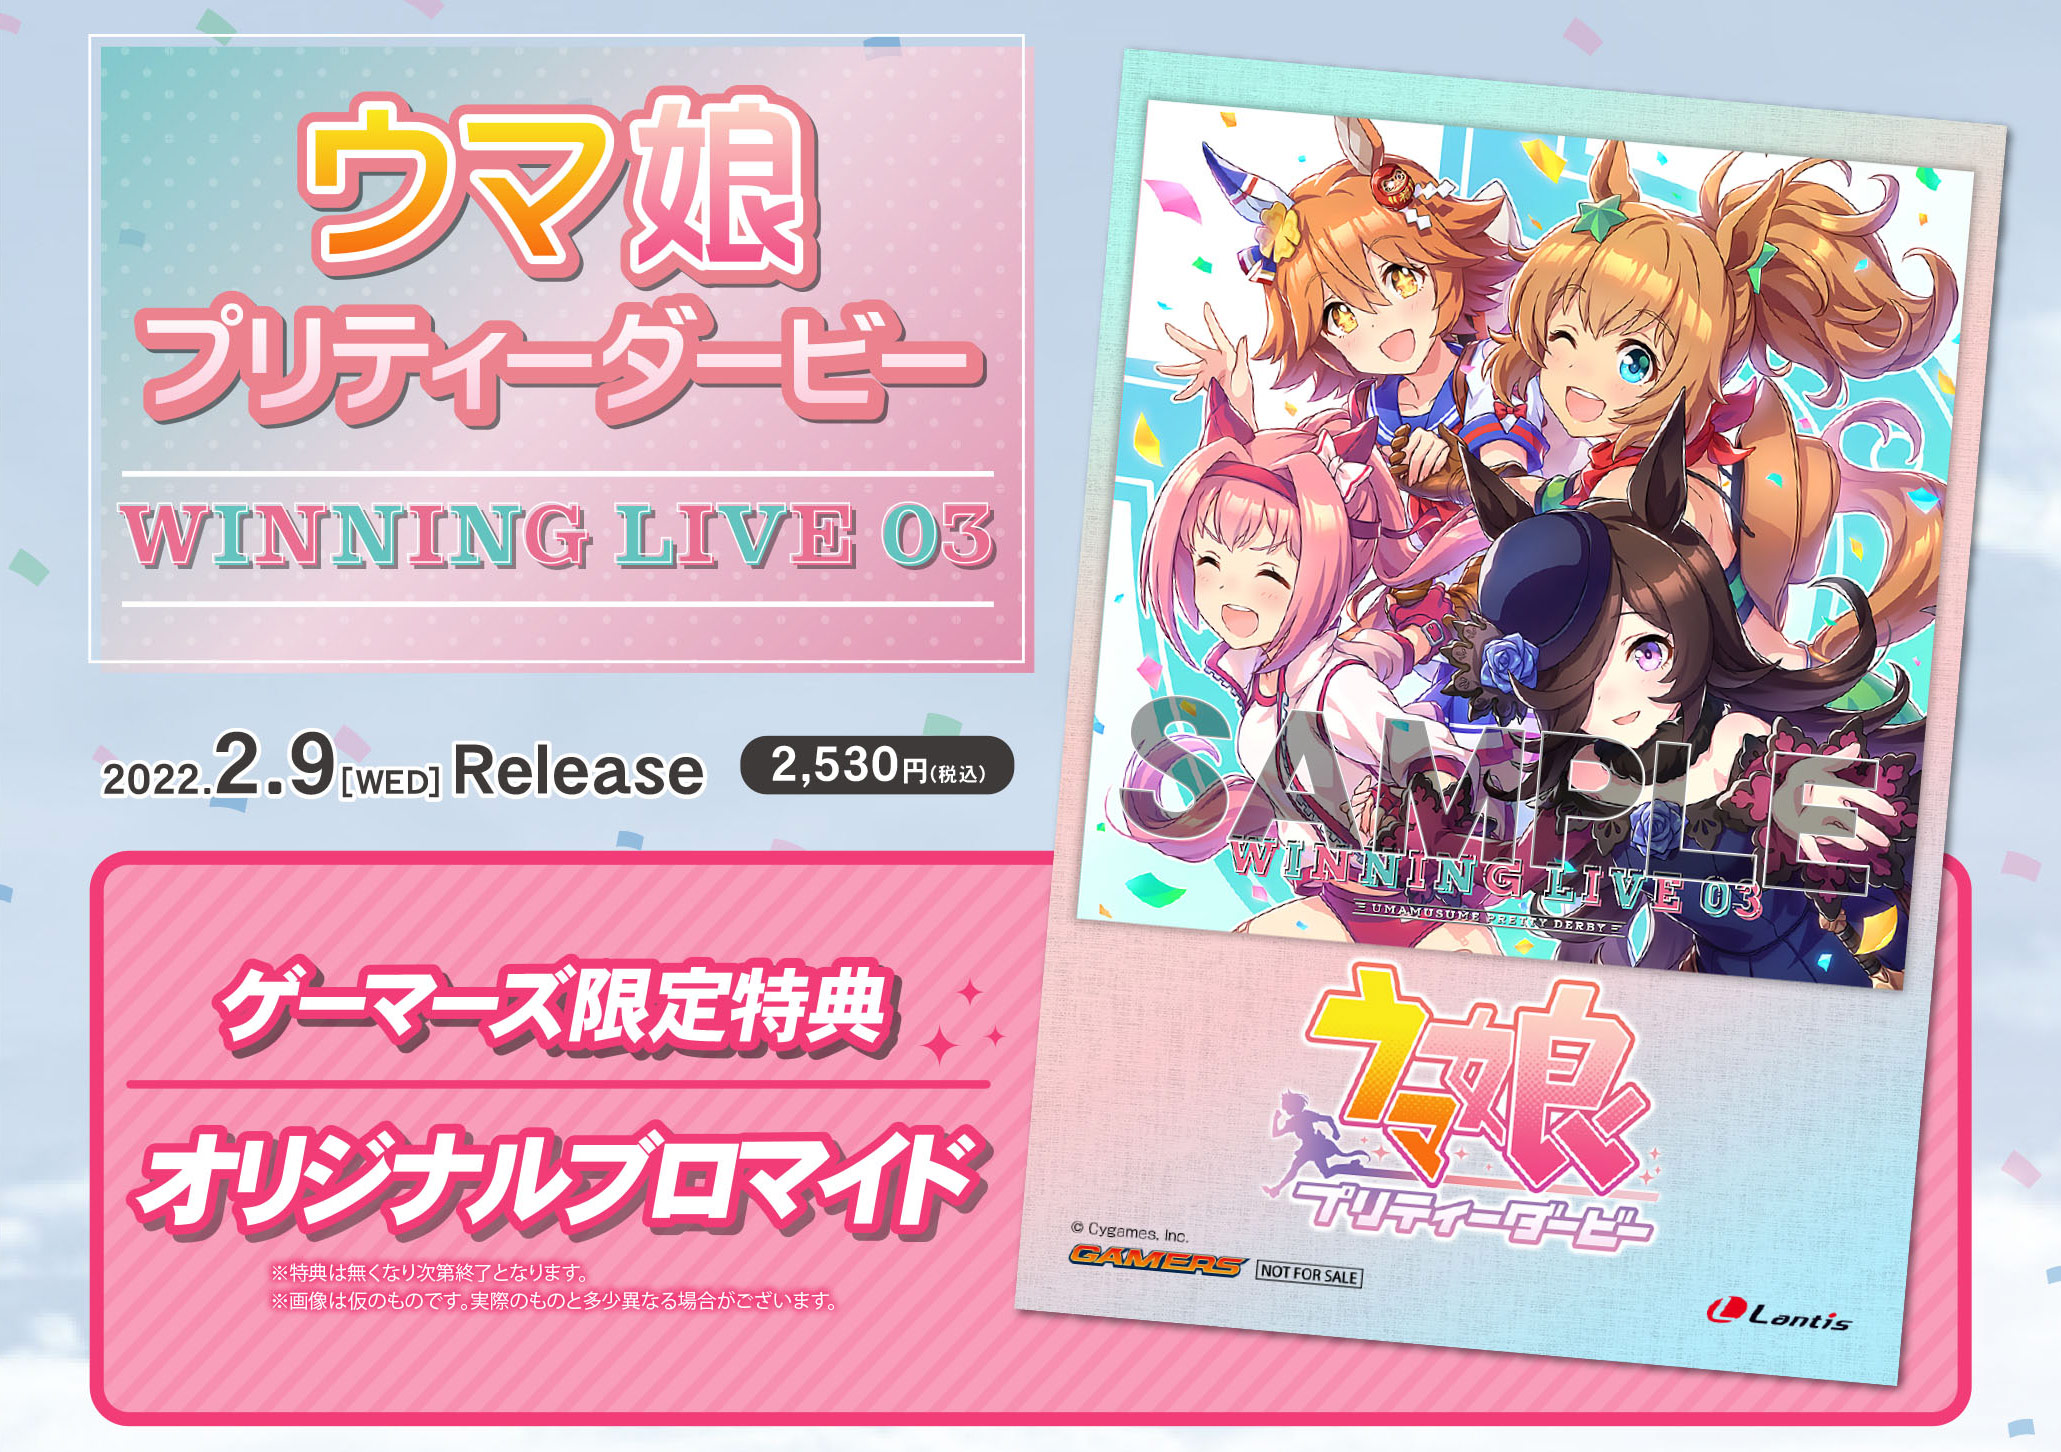 ウマ娘
プリティーダービー
WINNING LIVE 03
2022.2.9[WED] Release
2,530円(税込)
ゲーマーズ限定特典
オリジナルブロマイド
※特典は無くなり次第終了となります。
※画像は仮のものです。実際のものと多少異なる場合がございます。
SAMPLE
WINNING LIVE 03
UMAMUSUME PRETTY DERBY
ウマ娘
プリティーダービー
© Cygames, Inc.
GAMERS
NOT FOR SALE
Lantis